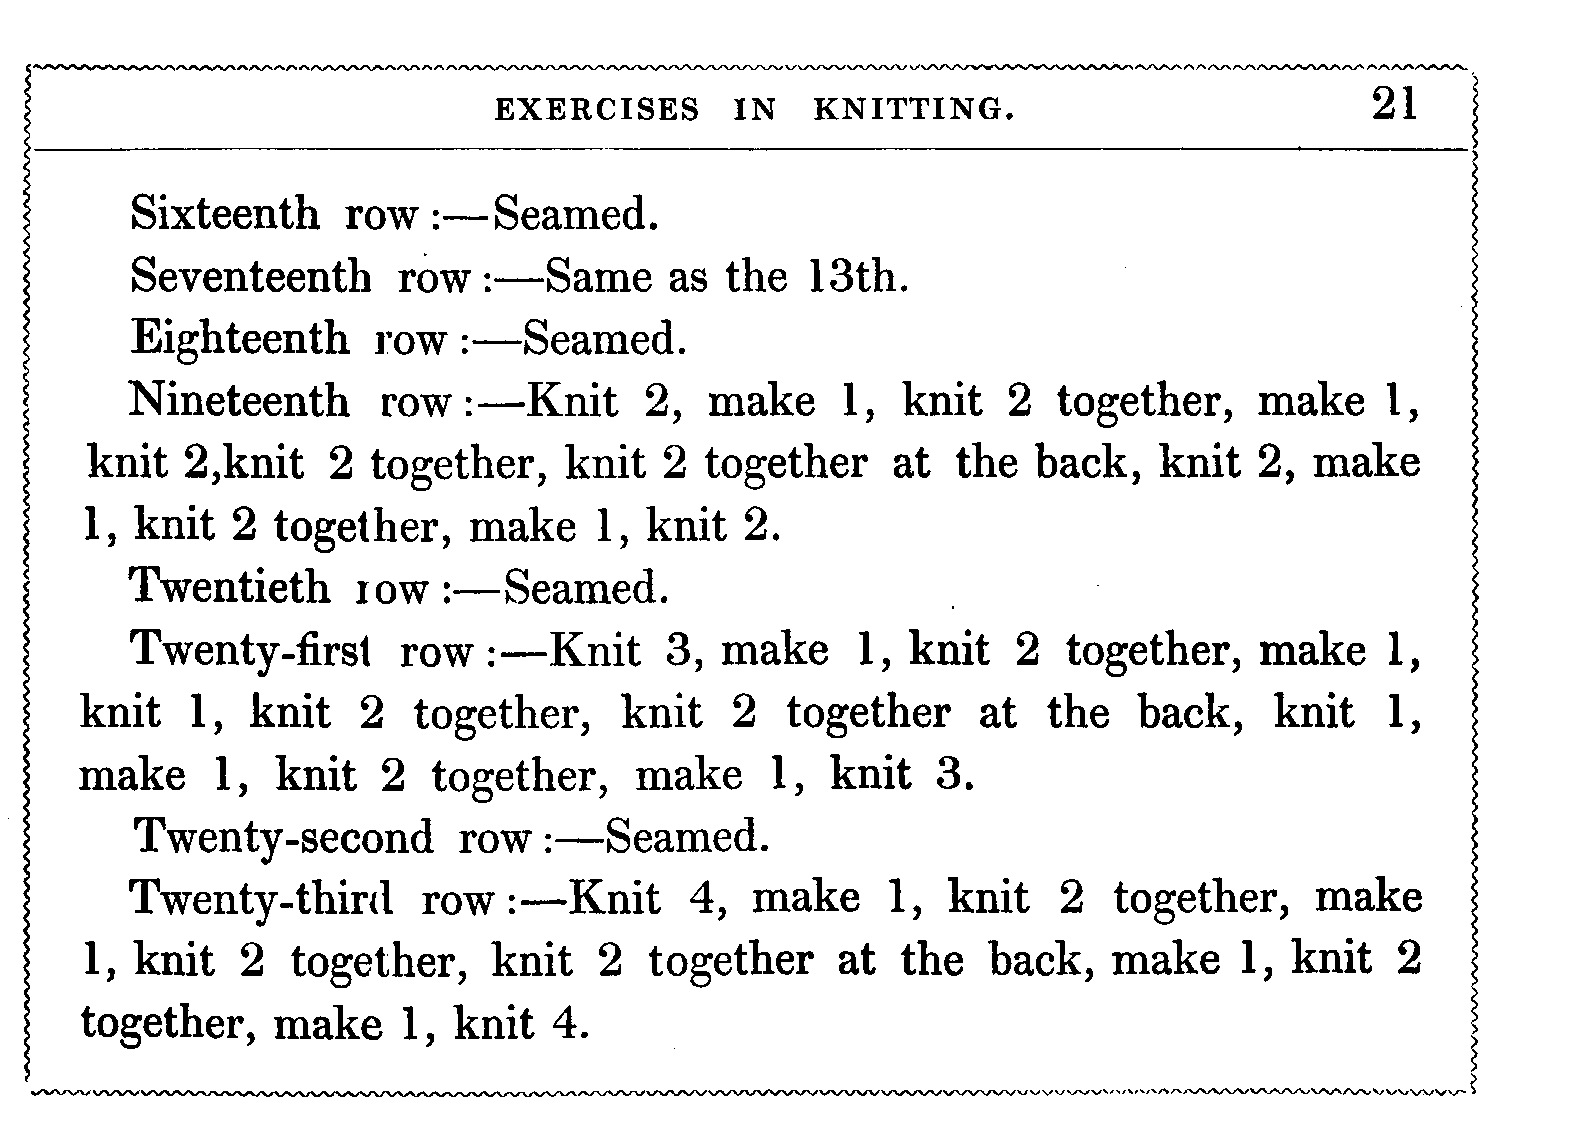 EXERCISES IN KNITTING. 21
Sixteenth row:—Seamed.
Seventeenth row:—Same as the 13th.
Eighteenth row:—Seamed.
Nineteenth row:—Knit 2, make 1, knit 2 together, make 1,
knit 2,knit 2 together, knit 2 together at the back, knit 2, make
1, knit 2 together, make 1, knit 2.
Twentieth row:—Seamed.
Twenty-first row:—Knit 3, make 1, knit 2 together, make 1,
knit 1, knit 2 together, knit 2 together at the back, knit 1,
make 1, knit 2 together, make 1, knit 3.
Twenty-second row:—Seamed.
Twenty-third row:—Knit 4, make 1, knit 2 together, make
1, knit 2 together, knit 2 together at the back, make 1, knit 2
together, make 1, knit 4.